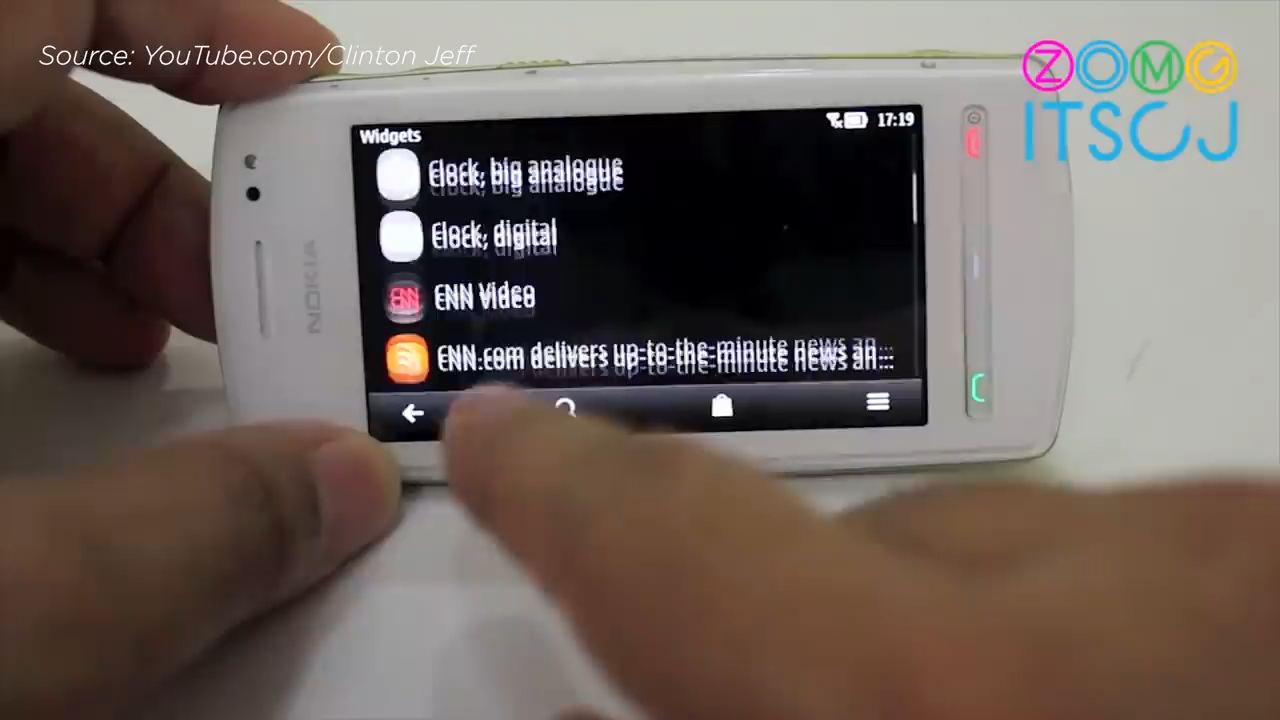 Source: YouTube.com/Clinton Jeff
ZOMG
ITSCJ
NOKIA
Widgets
17:19
Clock, big analogue
Clock, digital
CNN
CNN Video
CNN.com delivers up-to-the-minute news an...